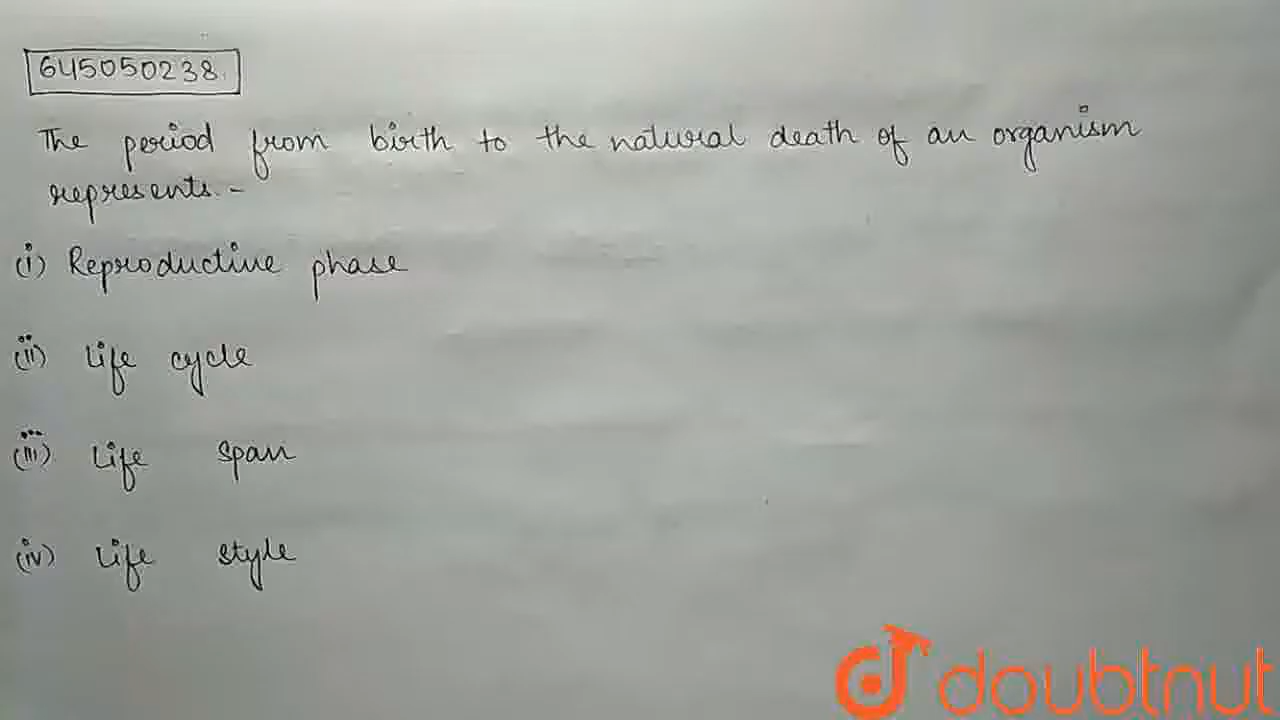 645050238.
The period from birth to the natural death of an organism
represents. -
(i) Reproductive phase
(ii) Life cycle
(iii) Life span
(iv) Life style
doubtnut